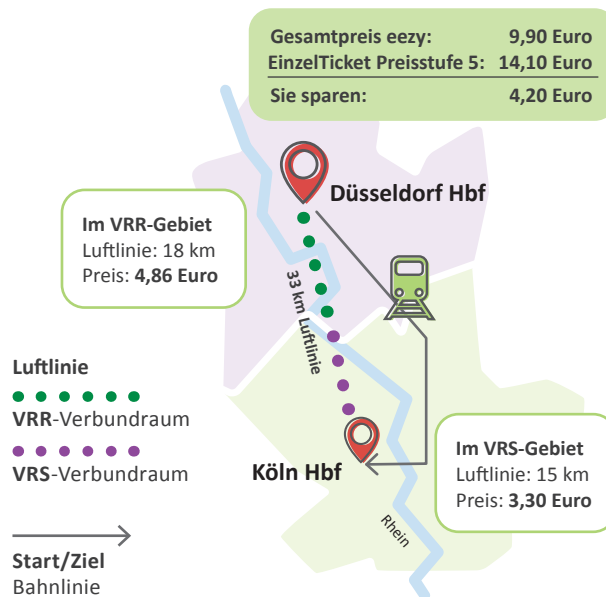 Gesamtpreis eezy: 9,90 Euro
EinzelTicket Preisstufe 5: 14,10 Euro
Sie sparen: 4,20 Euro
Düsseldorf Hbf
Im VRR-Gebiet
Luftlinie: 18 km
Preis: 4,86 Euro
33 km Luftlinie
Luftlinie
VRR-Verbundraum
VRS-Verbundraum
Köln Hbf
Im VRS-Gebiet
Luftlinie: 15 km
Preis: 3,30 Euro
Rhein
Start/Ziel
Bahnlinie